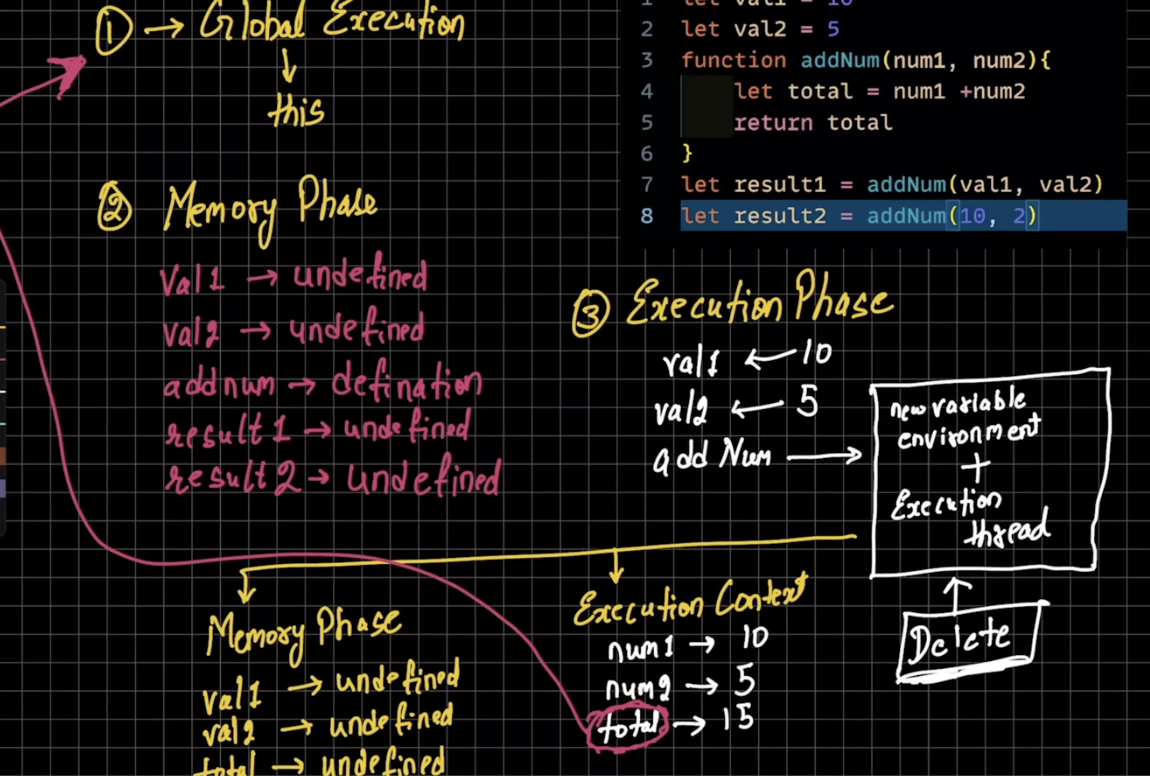 ① → Global Execution
this
② Memory Phase
Val1 → undefined
val2 → undefined
addnum → defination
result1 → undefined
result2 → undefined
1 let val1 = 10
2 let val2 = 5
3 function addNum(num1, num2){
4 let total = num1 +num2
5 return total
6 }
7 let result1 = addNum(val1, val2)
8 let result2 = addNum(10, 2)
③ Execution Phase
val1 ← 10
val2 ← 5
add Num →
new variable
environment
+
Execution
thread
Delete
Memory Phase
val1 → undefined
val2 → undefined
total → undefined
Execution Context
num1 → 10
num2 → 5
total → 15